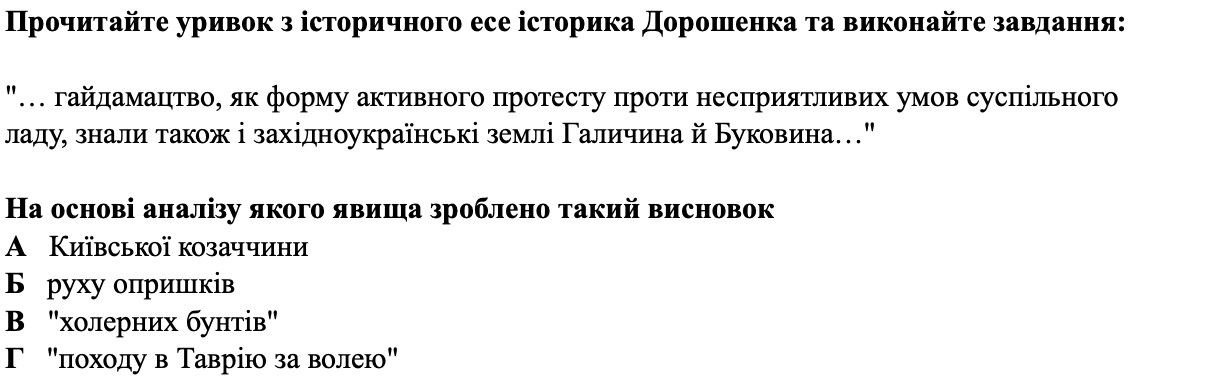 Прочитайте уривок з історичного есе історика Дорошенка та виконайте завдання:
"… гайдамацтво, як форму активного протесту проти несприятливих умов суспільного
ладу, знали також і західноукраїнські землі Галичина й Буковина…"
На основі аналізу якого явища зроблено такий висновок
А Київської козаччини
Б руху опришків
В "холерних бунтів"
Г "походу в Таврію за волею"